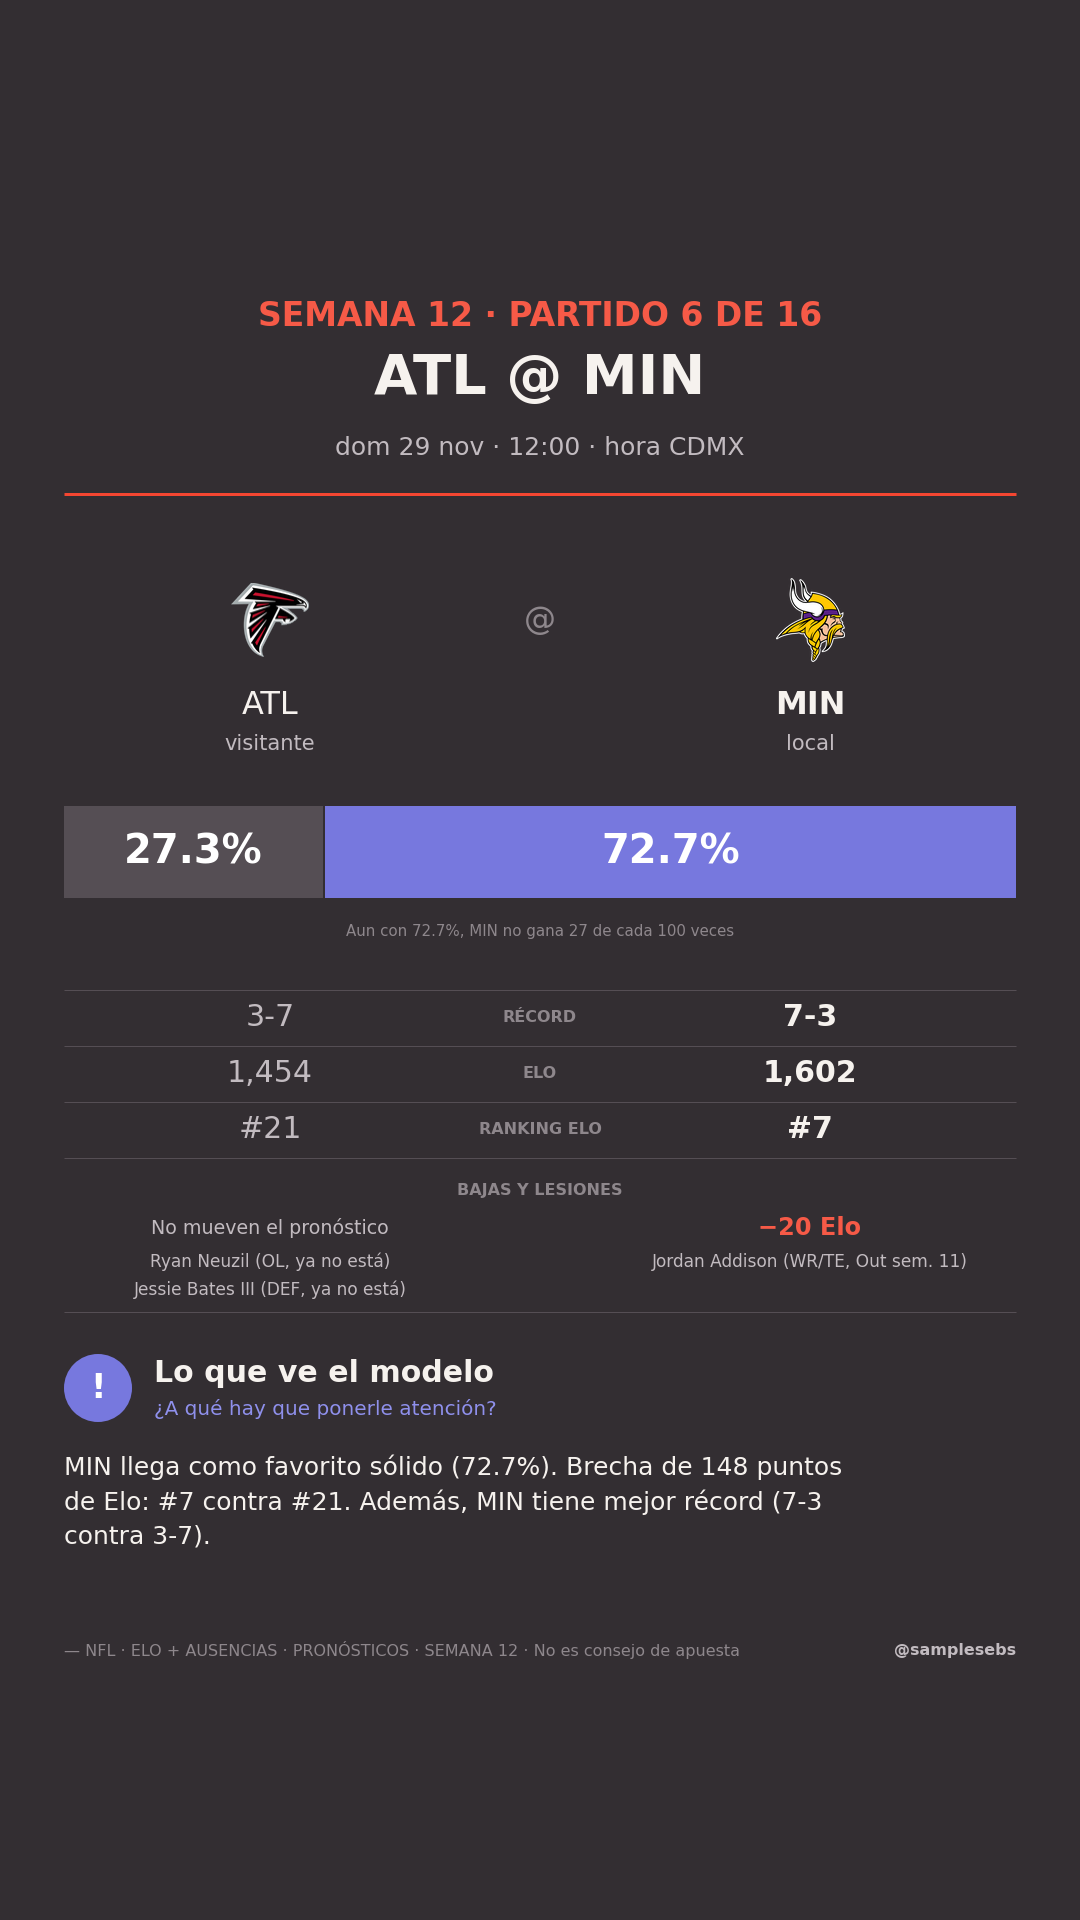 SEMANA 12 · PARTIDO 6 DE 16
ATL @ MIN
dom 29 nov · 12:00 · hora CDMX
@
ATL
MIN
visitante
local
27.3%
72.7%
Aun con 72.7%, MIN no gana 27 de cada 100 veces
3-7 RÉCORD 7-3
1,454 ELO 1,602
#21 RANKING ELO #7
BAJAS Y LESIONES
No mueven el pronóstico
−20 Elo
Ryan Neuzil (OL, ya no está)
Jordan Addison (WR/TE, Out sem. 11)
Jessie Bates III (DEF, ya no está)
!
Lo que ve el modelo
¿A qué hay que ponerle atención?
MIN llega como favorito sólido (72.7%). Brecha de 148 puntos
de Elo: #7 contra #21. Además, MIN tiene mejor récord (7-3
contra 3-7).
— NFL · ELO + AUSENCIAS · PRONÓSTICOS · SEMANA 12 · No es consejo de apuesta
@samplesebs